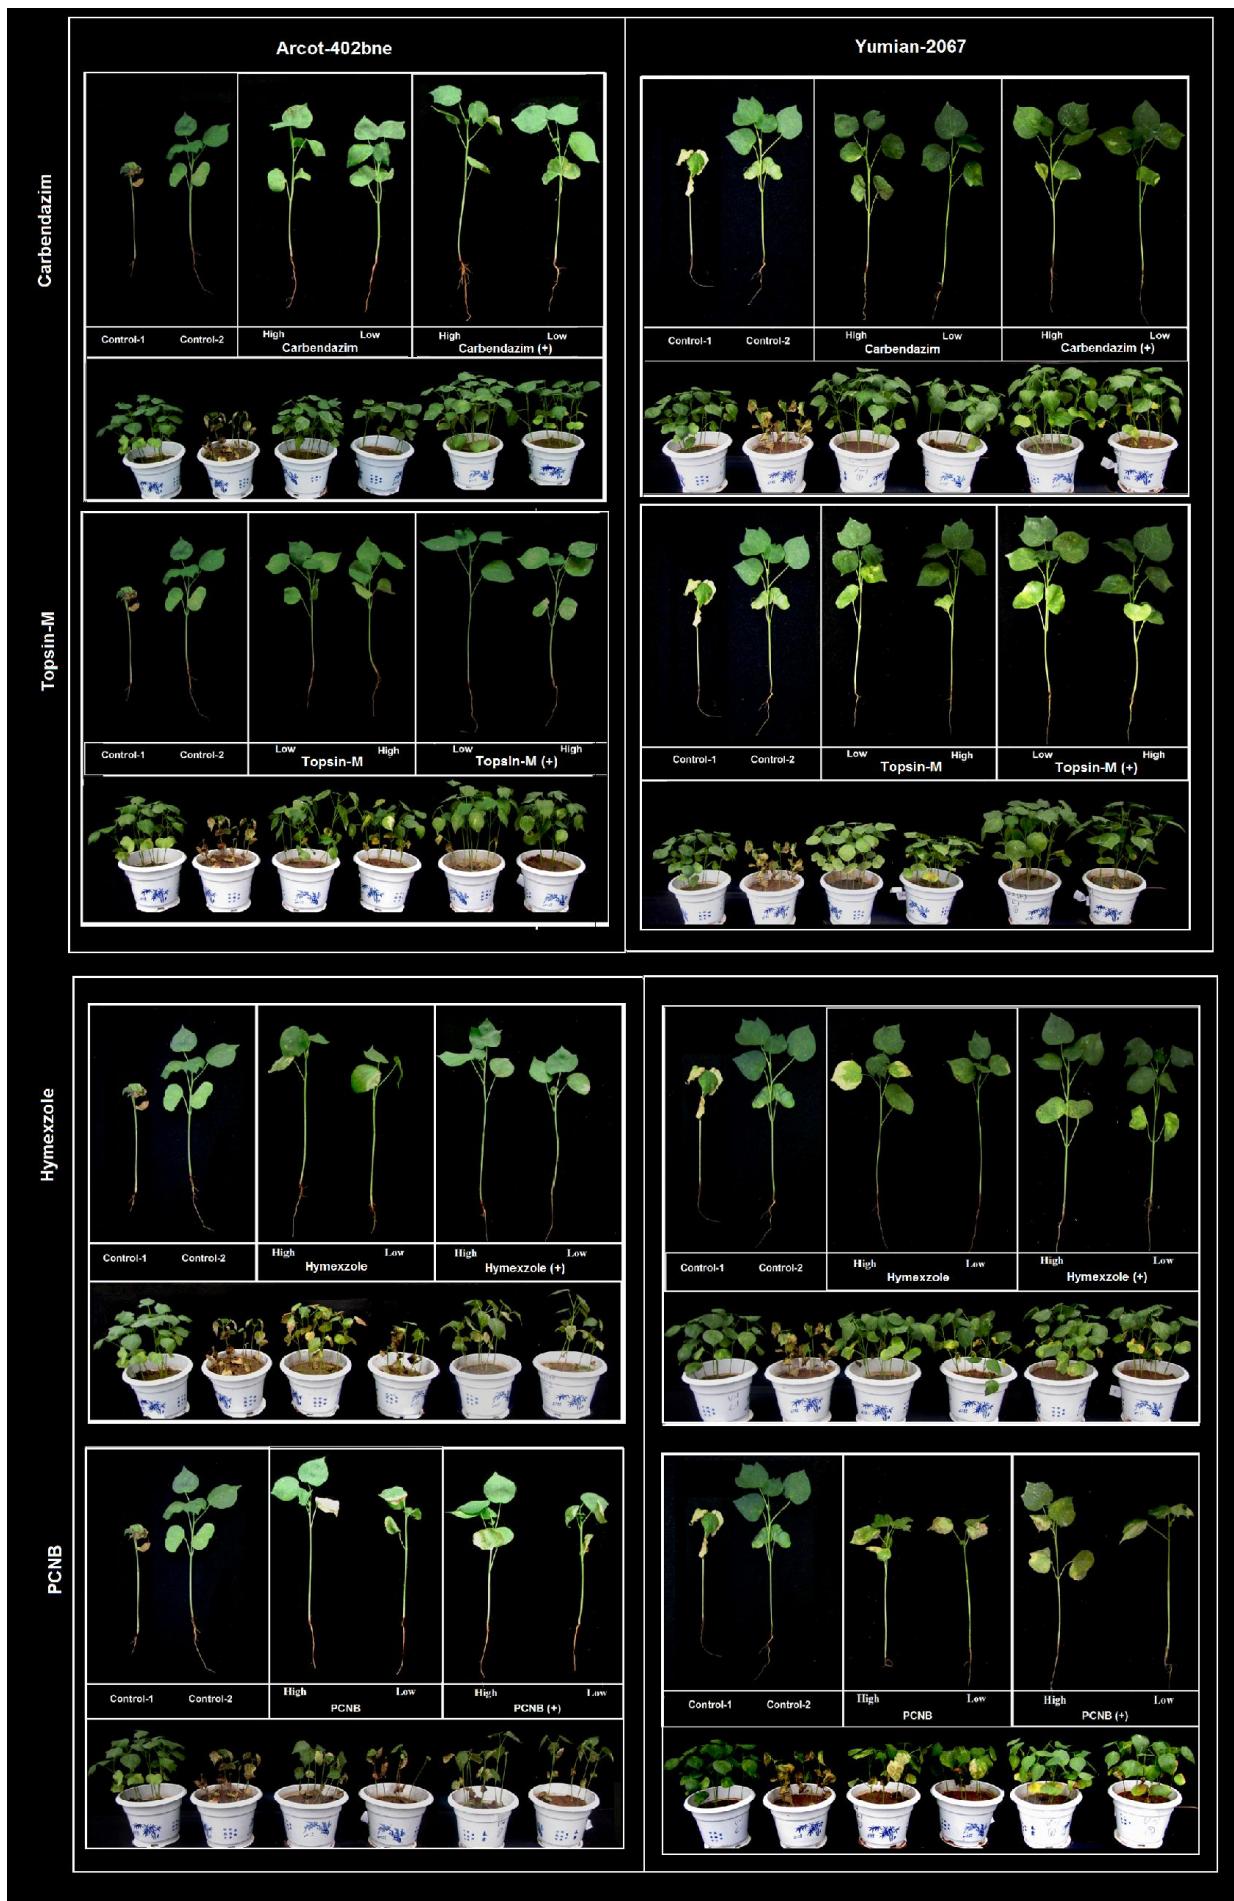 Arcot-402bne
Yumian-2067
Carbendazim
Control-1 Control-2 High Low High Low
Carbendazim Carbendazim (+)
Control-1 Control-2 High Low High Low
Carbendazim Carbendazim (+)
Topsin-M
Control-1 Control-2 Low High Low High
Topsin-M Topsin-M (+)
Control-1 Control-2 Low High Low High
Topsin-M Topsin-M (+)
Hymexzole
Control-1 Control-2 High Low High Low
Hymexzole Hymexzole (+)
Control-1 Control-2 High Low High Low
Hymexzole Hymexzole (+)
PCNB
Control-1 Control-2 High Low High Low
PCNB PCNB (+)
Control-1 Control-2 High Low High Low
PCNB PCNB (+)